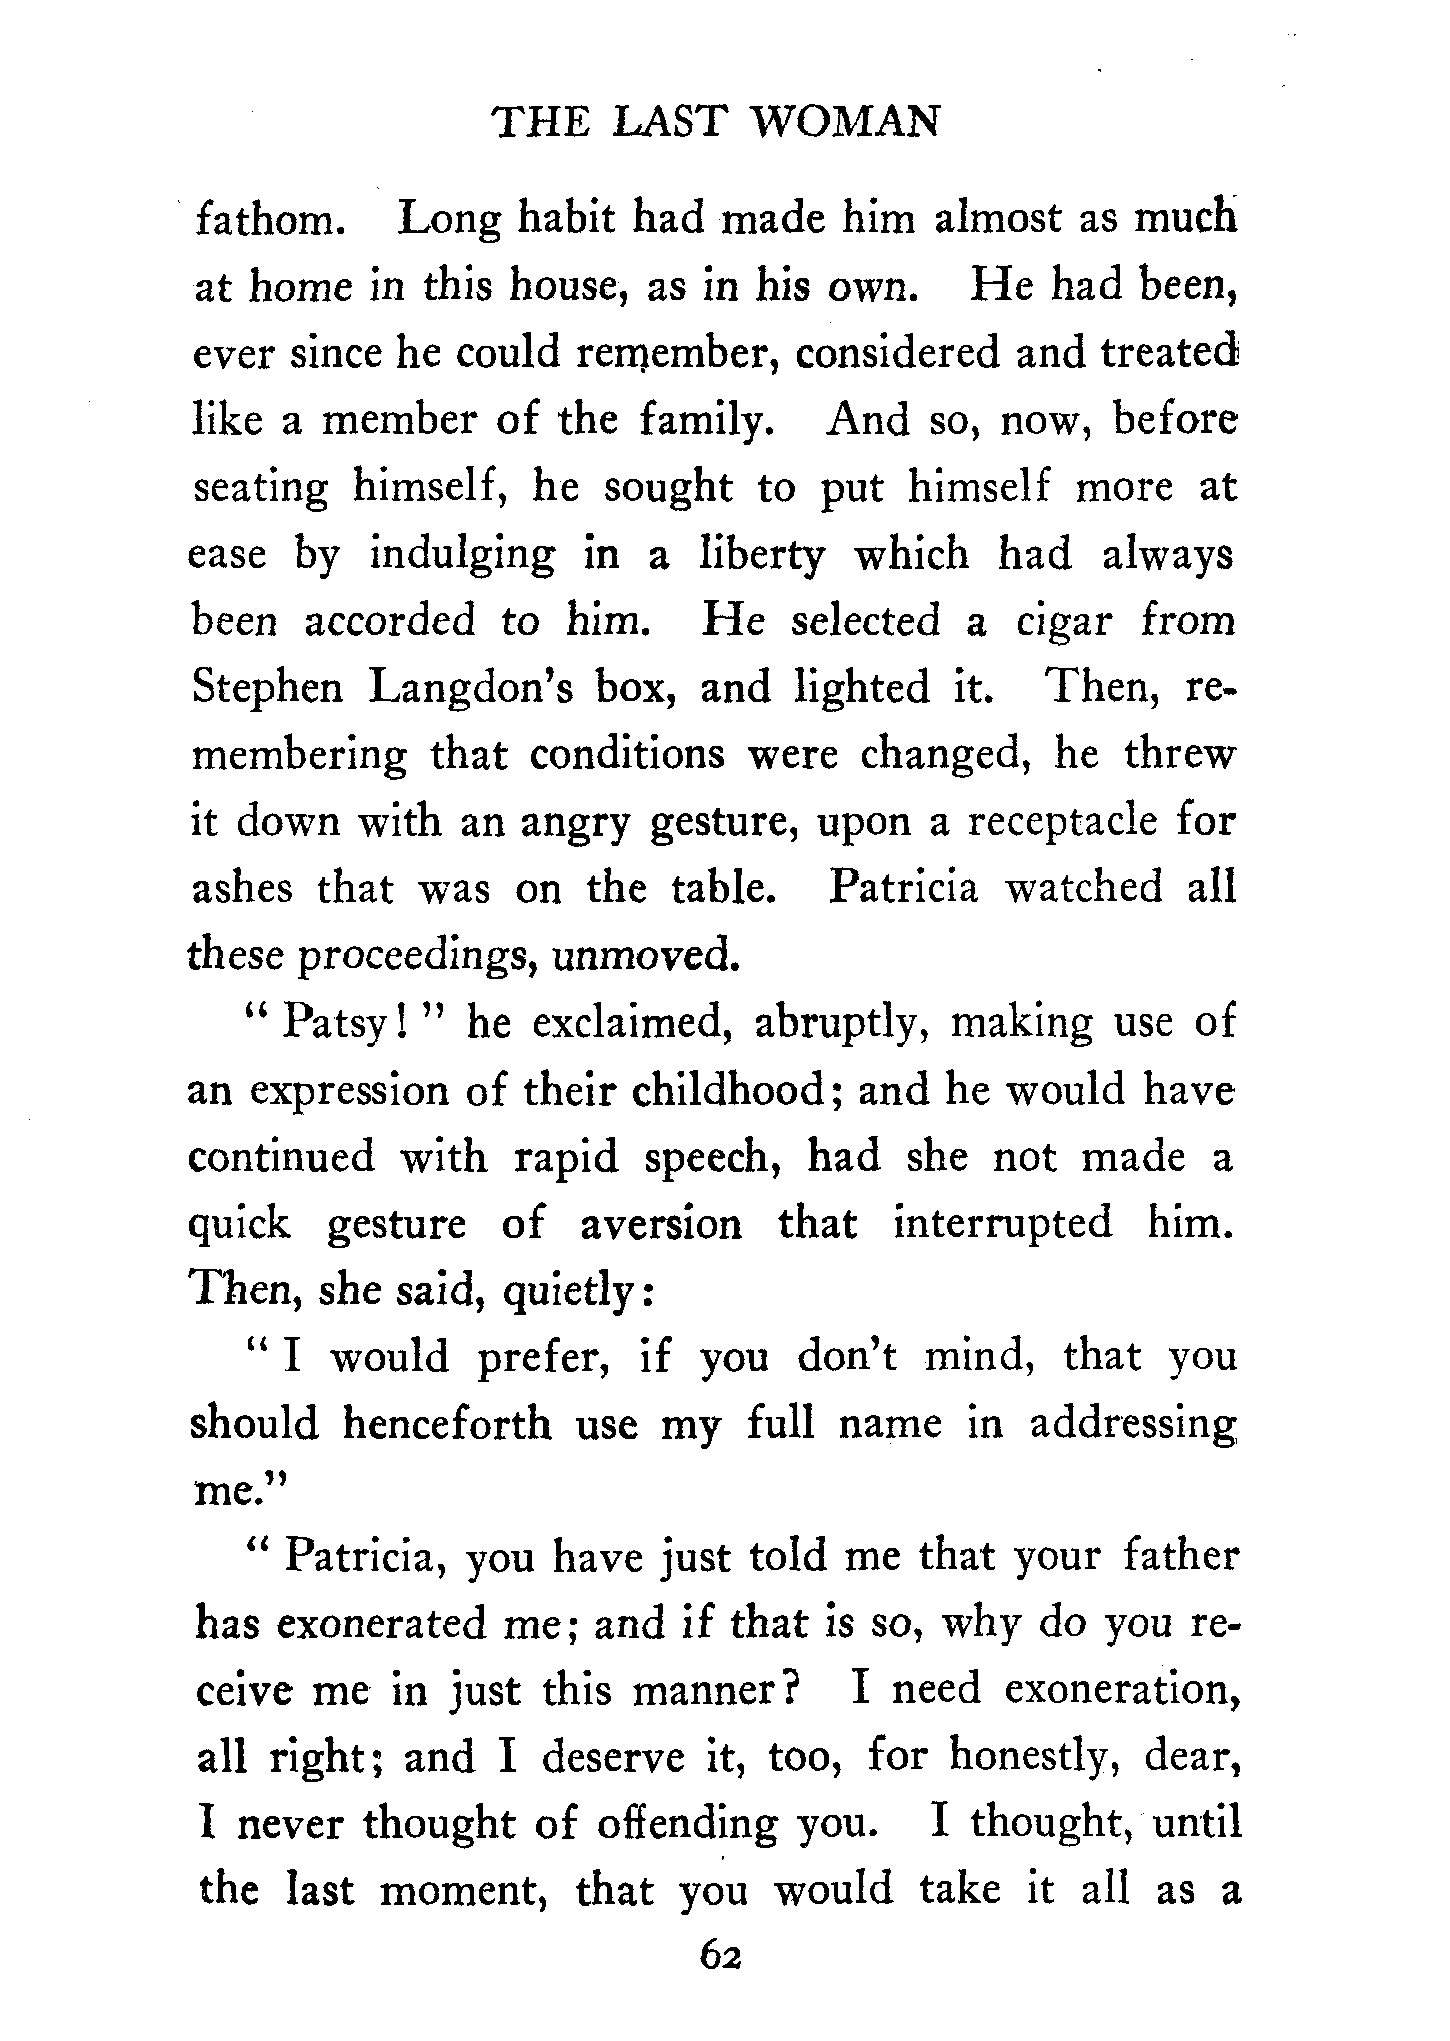 THE LAST WOMAN
fathom. Long habit had made him almost as much
at home in this house, as in his own. He had been,
ever since he could remember, considered and treated
like a member of the family. And so, now, before
seating himself, he sought to put himself more at
ease by indulging in a liberty which had always
been accorded to him. He selected a cigar from
Stephen Langdon's box, and lighted it. Then, re-
membering that conditions were changed, he threw
it down with an angry gesture, upon a receptacle for
ashes that was on the table. Patricia watched all
these proceedings, unmoved.
" Patsy! " he exclaimed, abruptly, making use of
an expression of their childhood; and he would have
continued with rapid speech, had she not made a
quick gesture of aversion that interrupted him.
Then, she said, quietly:
" I would prefer, if you don't mind, that you
should henceforth use my full name in addressing
me."
" Patricia, you have just told me that your father
has exonerated me; and if that is so, why do you re-
ceive me in just this manner? I need exoneration,
all right; and I deserve it, too, for honestly, dear,
I never thought of offending you. I thought, until
the last moment, that you would take it all as a
62